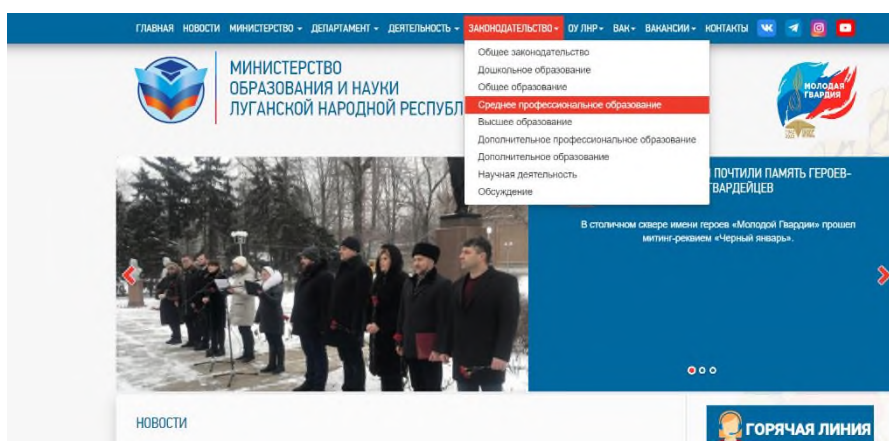 ГЛАВНАЯ НОВОСТИ МИНИСТЕРСТВО ДЕПАРТАМЕНТ ДЕЯТЕЛЬНОСТЬ ЗАКОНОДАТЕЛЬСТВО ОУ ЛНР ВАК ВАКАНСИИ КОНТАКТЫ
МИНИСТЕРСТВО
ОБРАЗОВАНИЯ И НАУКИ
ЛУГАНСКОЙ НАРОДНОЙ РЕСПУБЛ
Общее законодательство
Дошкольное образование
Общее образование
Среднее профессиональное образование
Высшее образование
Дополнительное профессиональное образование
Дополнительное образование
Научная деятельность
Обсуждение
МОЛОДАЯ
ГВАРДИЯ
ПОЧТИЛИ ПАМЯТЬ ГЕРОЕВ-
ГВАРДЕЙЦЕВ
В столичном сквере имени героев «Молодой Гвардии» прошел
митинг-реквием «Черный январь».
НОВОСТИ
ГОРЯЧАЯ ЛИНИЯ